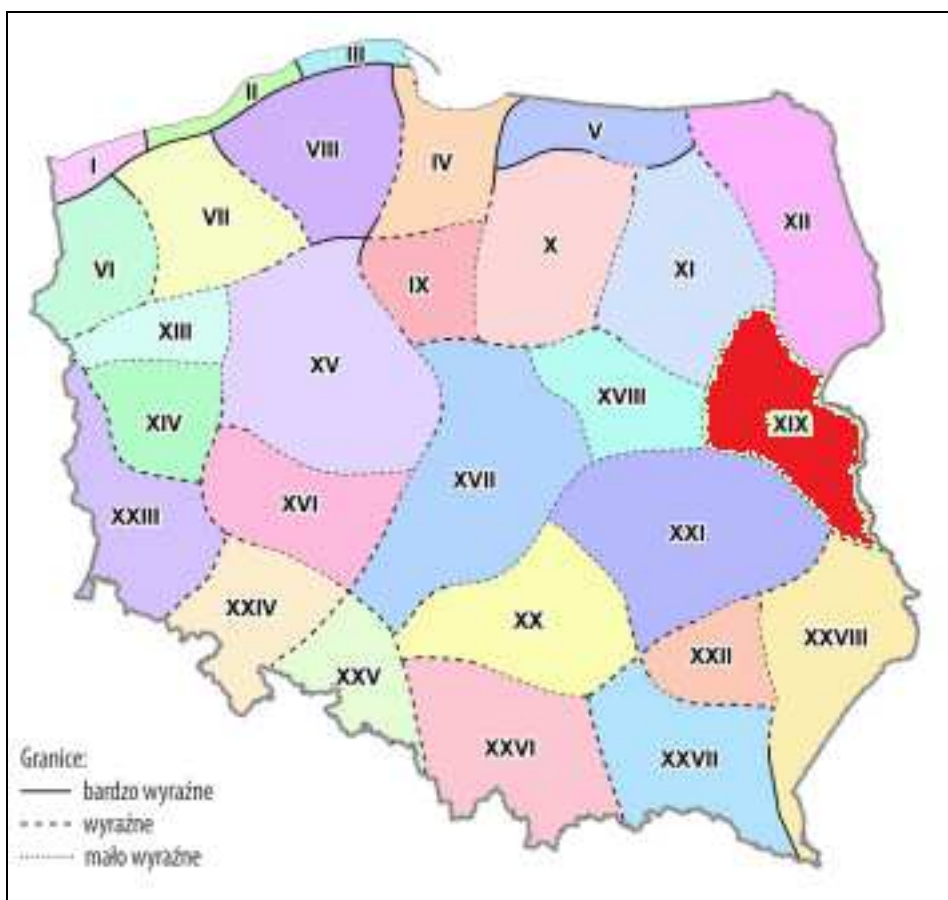 III
II
V
I
VIII
IV
VII
XII
X
VI
IX
XI
XIII
XV
XVIII
XIV
XIX
XVII
XVI
XXIII
XXI
XXIV
XX
XXVIII
XXII
XXV
XXVI
XXVII
Granice:
bardzo wyraźne
wyraźne
mało wyraźne